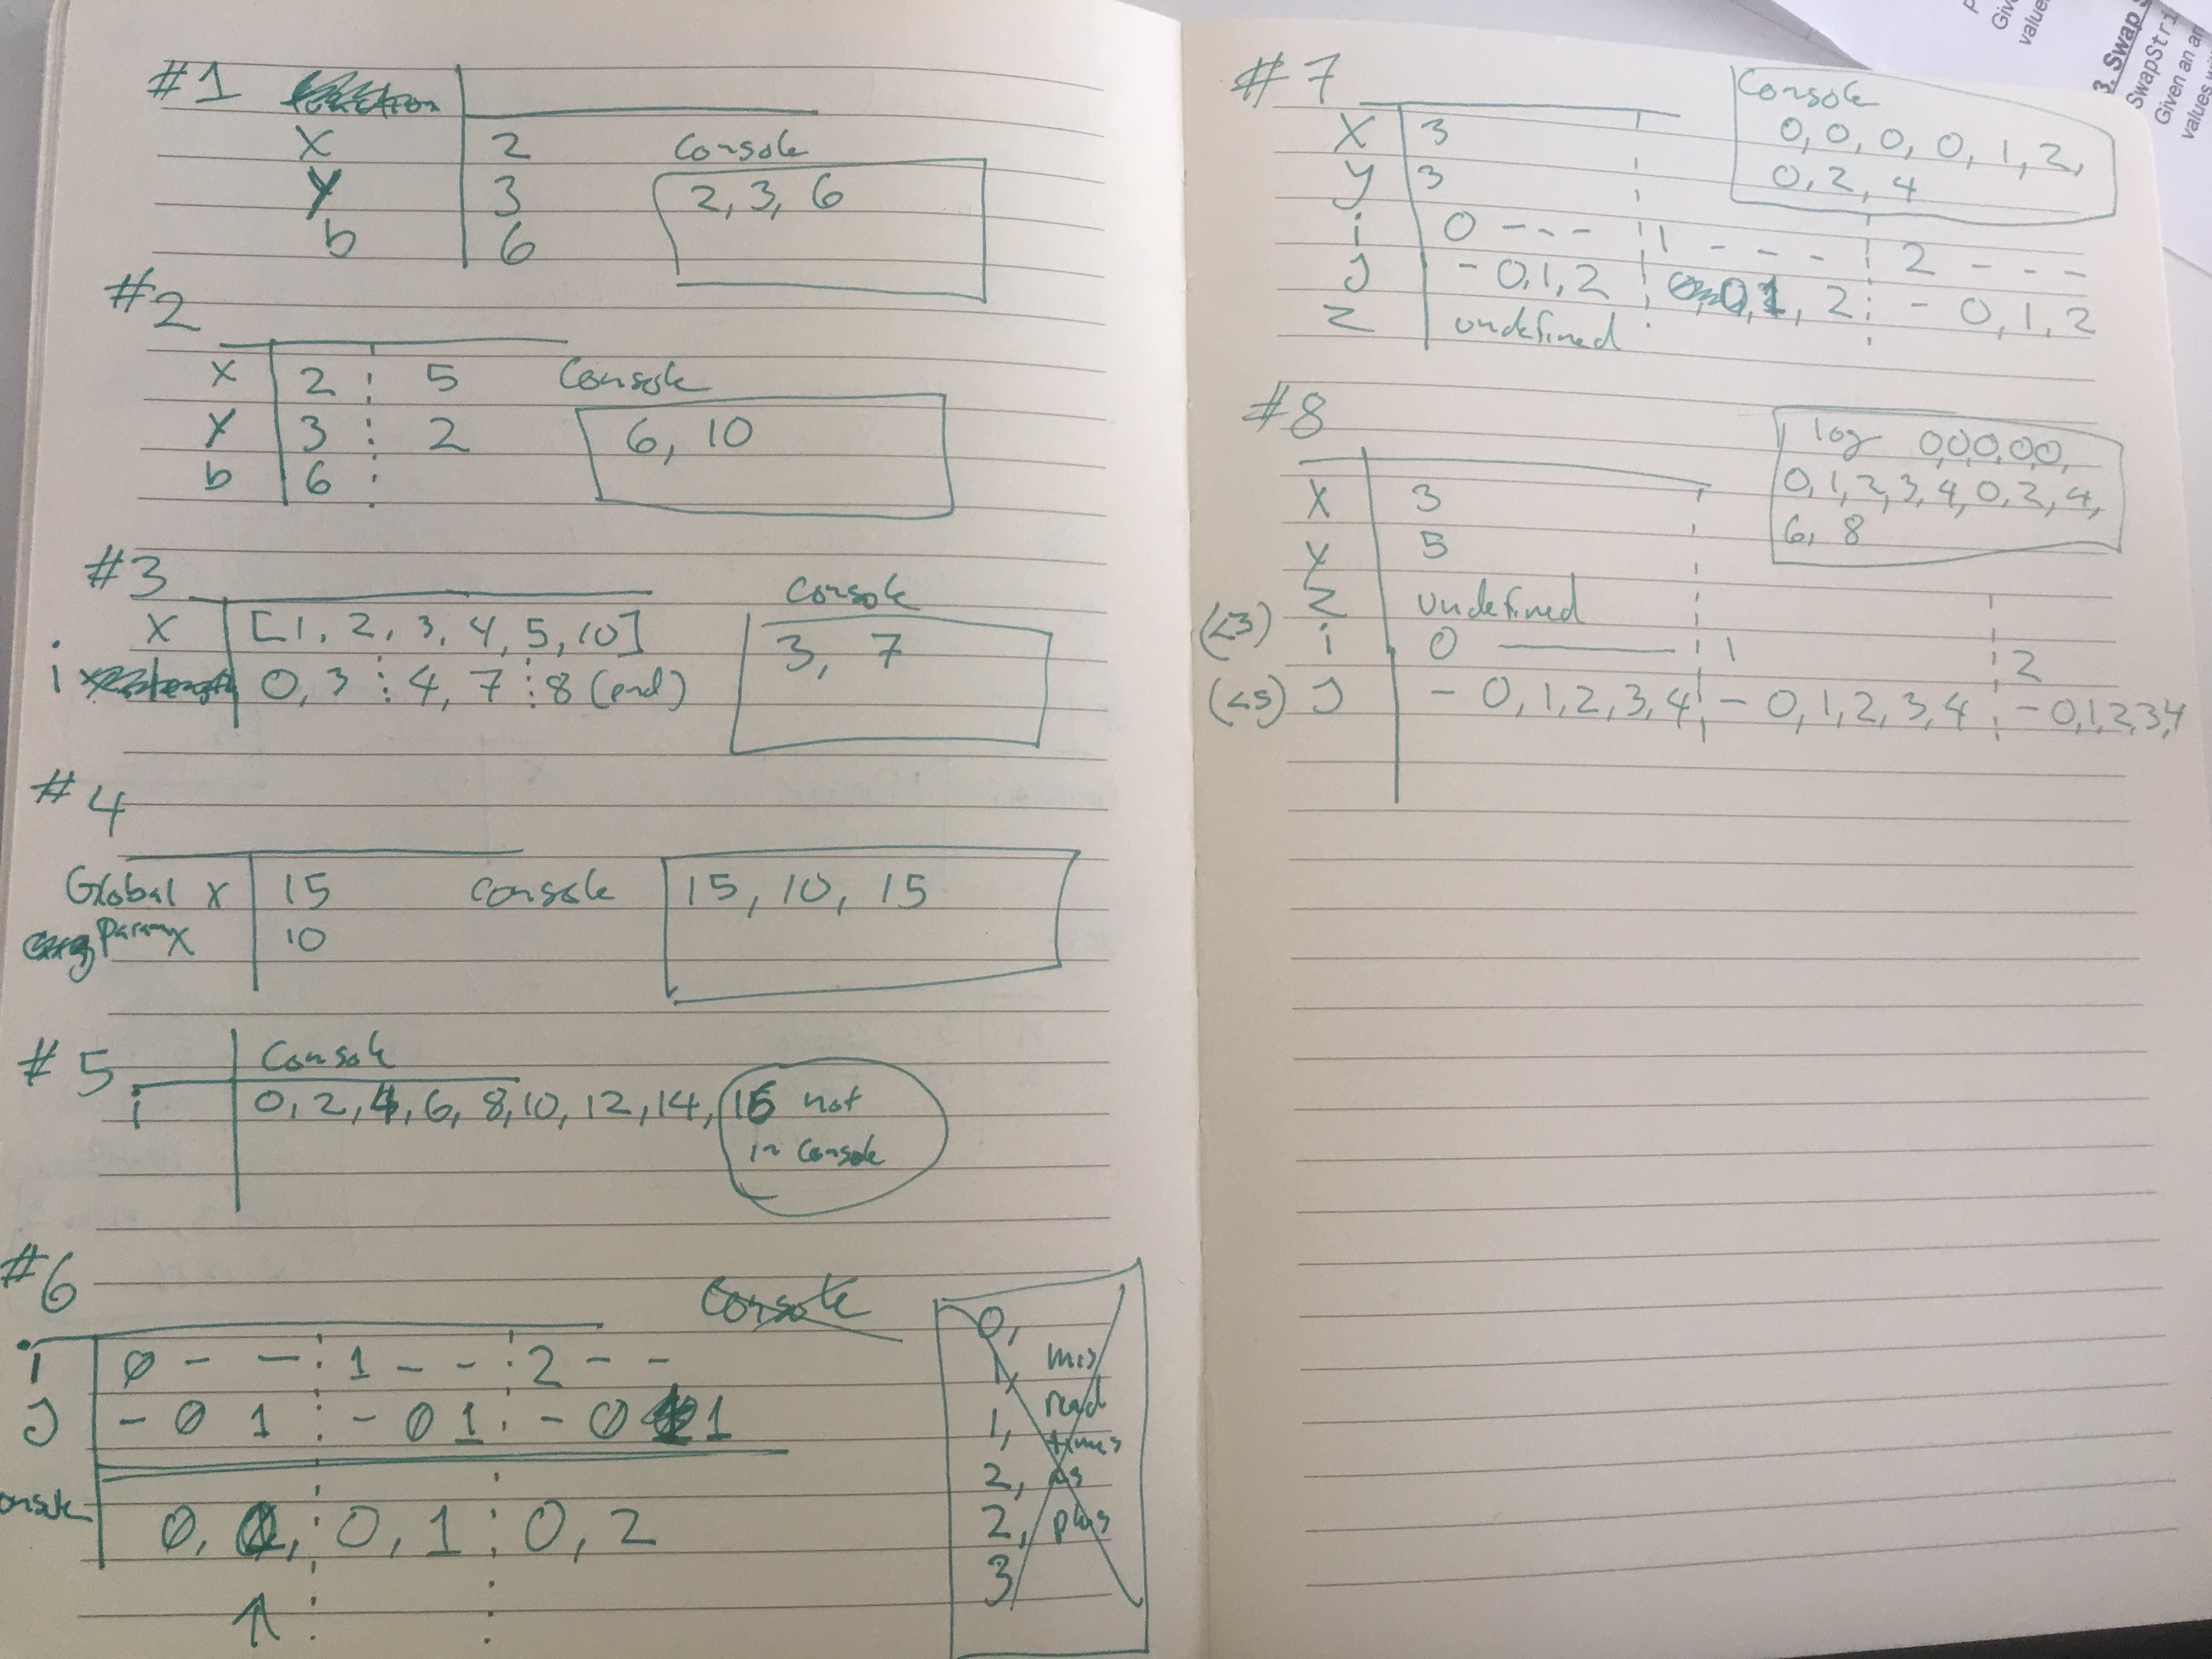 #1
x 2 Console
y 3 2, 3, 6
b 6
#2
x 2 5 Console
y 3 2 6, 10
b 6
#3
Console
x [1, 2, 3, 4, 5, 10] 3, 7
i 0, 3 4, 7 8 (end)
#4
Global x 15 Console 15, 10, 15
Param x 10
#5 Console
i 0, 2, 4, 6, 8, 10, 12, 14, 16 not
in console
#6 Console
i 0 - - 1 - - 2 - -
J - 0 1 - 0 1 - 0 1
0, 0, 0, 1 0, 2
0,
1, mis
1, read
2, times
2, as
3 plus
#7 Console
0, 0, 0, 0, 1, 2,
0, 2, 4
x 3
y 3
i 0 - - - 1 - - - 2 - - -
J - 0, 1, 2 0, 1, 2 - 0, 1, 2
z undefined
#8 log 0,0,0,0,0,
0, 1, 2, 3, 4, 0, 2, 4,
6, 8
x 3
y 5
z undefined
(<3) i 0 1 2
(<5) J - 0, 1, 2, 3, 4 - 0, 1, 2, 3, 4 - 0,1,2,3,4
3. Swap
SwapStri
Given an ar
values
Giv
value